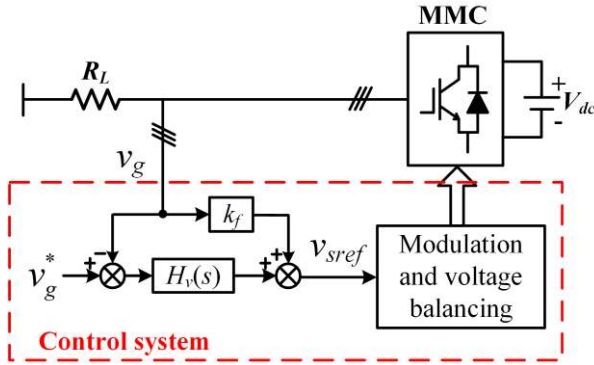 MMC
R_L
+
V_dc
-
v_g
k_f
- + +
v_g^*
+ H_v(s) +
v_sref
Modulation
and voltage
balancing
Control system